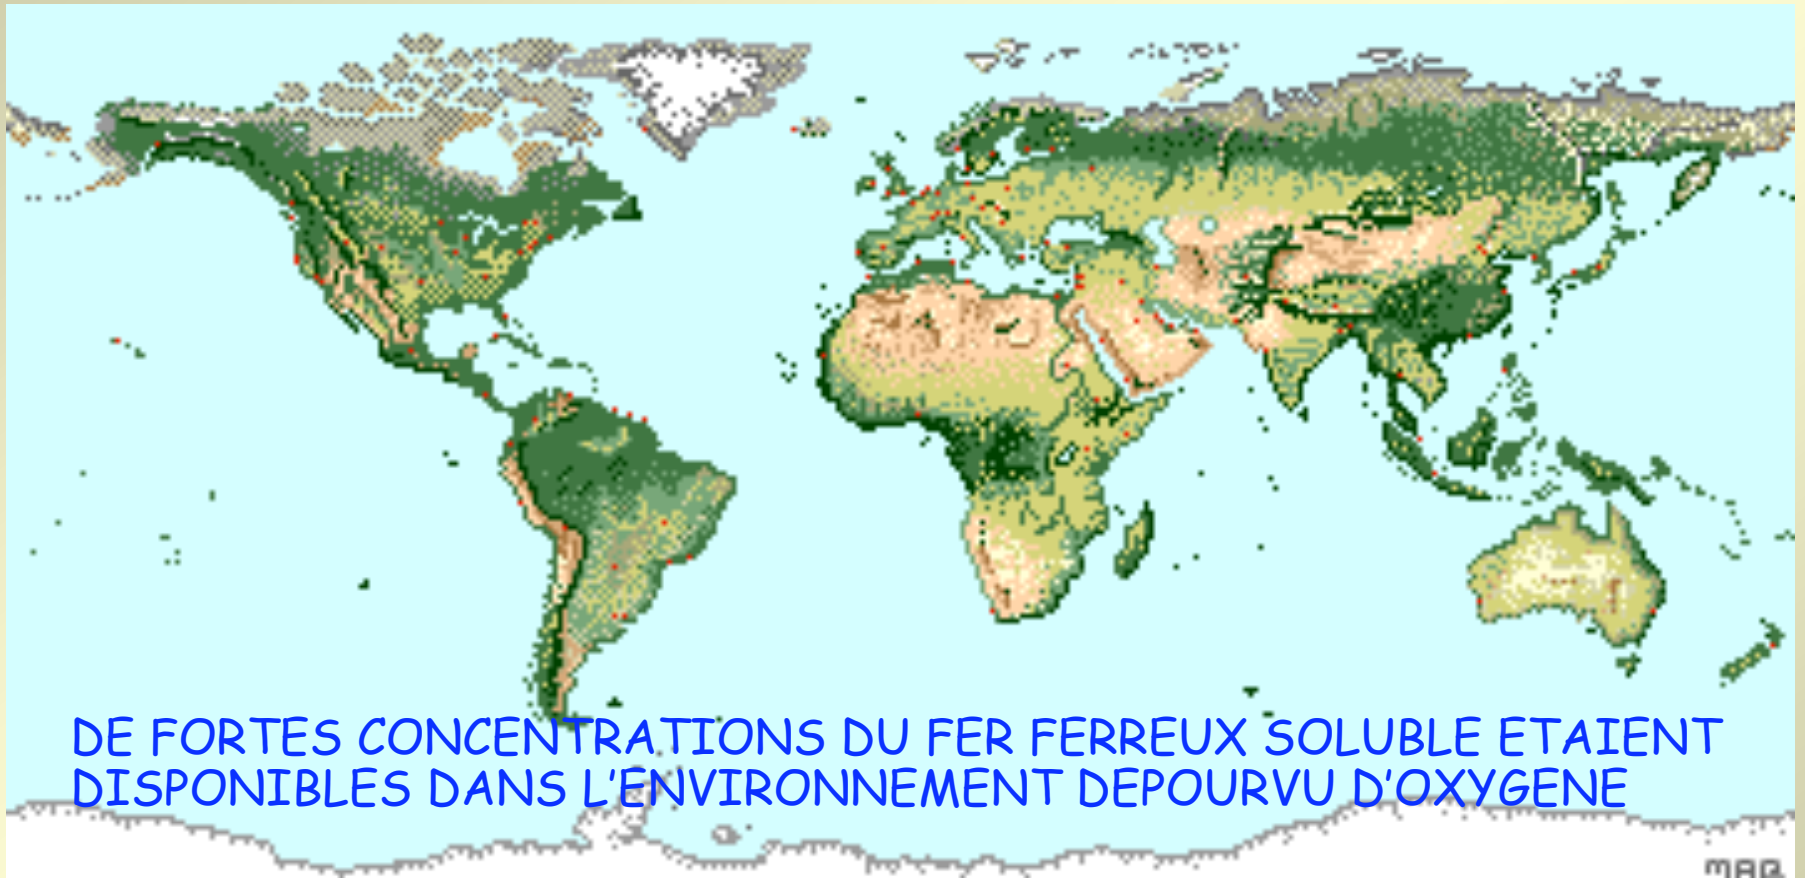 DE FORTES CONCENTRATIONS DU FER FERREUX SOLUBLE ETAIENT
DISPONIBLES DANS L'ENVIRONNEMENT DEPOURVU D'OXYGENE